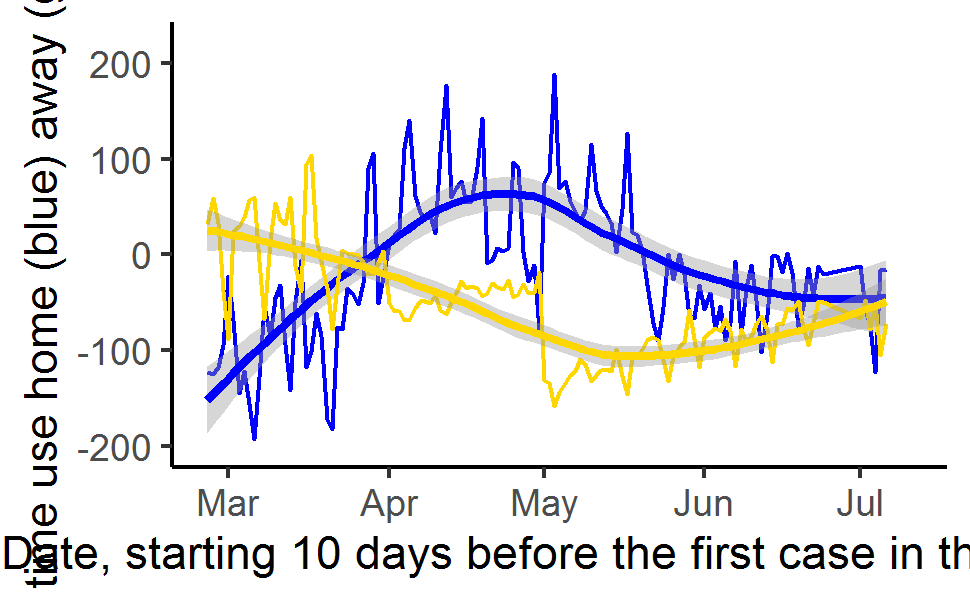 time use home (blue) away (g
200
100
0
-100
-200
Mar Apr May Jun Jul
Date, starting 10 days before the first case in th